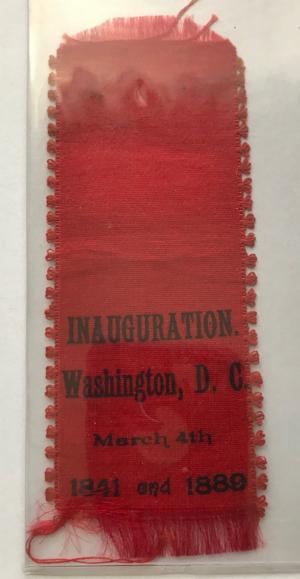 INAUGURATION.
Washington, D. C.
March 4th
1841 and 1889